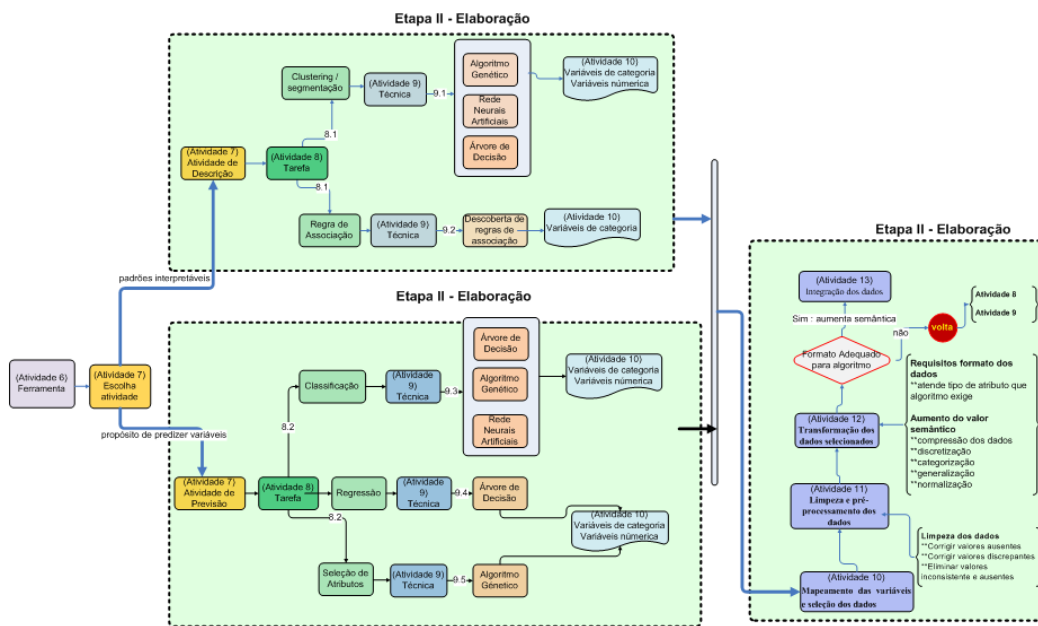 Etapa II - Elaboração
Clustering /
segmentação
(Atividade 9)
Técnica
9.1
Algoritmo
Genético
Rede
Neurais
Artificiais
Árvore de
Decisão
(Atividade 10)
Variáveis de categoria
Variáveis númerica
8.1
(Atividade 7)
Atividade de
Descrição
(Atividade 8)
Tarefa
8.1
Regra de
Associação
(Atividade 9)
Técnica
9.2
Descoberta de
regras de
associação
(Atividade 10)
Variáveis de categoria
padrões interpretáveis
Etapa II - Elaboração
(Atividade 6)
Ferramenta
(Atividade 7)
Escolha
atividade
propósito de predizer variáveis
Classificação
(Atividade
9)
Técnica
9.3
Árvore de
Decisão
Algoritmo
Genético
Rede
Neurais
Artificiais
(Atividade 10)
Variáveis de categoria
Variáveis númerica
8.2
(Atividade 7)
Atividade de
Previsão
(Atividade 8)
Tarefa
Regressão
(Atividade
9)
Técnica
9.4
Árvore de
Decisão
8.2
(Atividade 10)
Variáveis de categoria
Variáveis númerica
Seleção de
Atributos
(Atividade 9)
Técnica
9.5
Algoritmo
Genético
Etapa II - Elaboração
(Atividade 13)
Integração dos dados
Sim : aumenta semântica
não
volta
Atividade 8
Atividade 9
Formato Adequado
para algoritmo
Requisitos formato dos
dados
**atende tipo de atributo que
algoritmo exige
Aumento do valor
semântico
**compressão dos dados
**discretização
**categorização
**generalização
**normalização
(Atividade 12)
Transformação dos
dados selecionados
(Atividade 11)
Limpeza e pré-
processamento dos
dados
Limpeza dos dados
**Corrigir valores ausentes
**Corrigir valores discrepantes
**Eliminar valores
inconsistente e ausentes
(Atividade 10)
Mapeamento das variáveis
e seleção dos dados